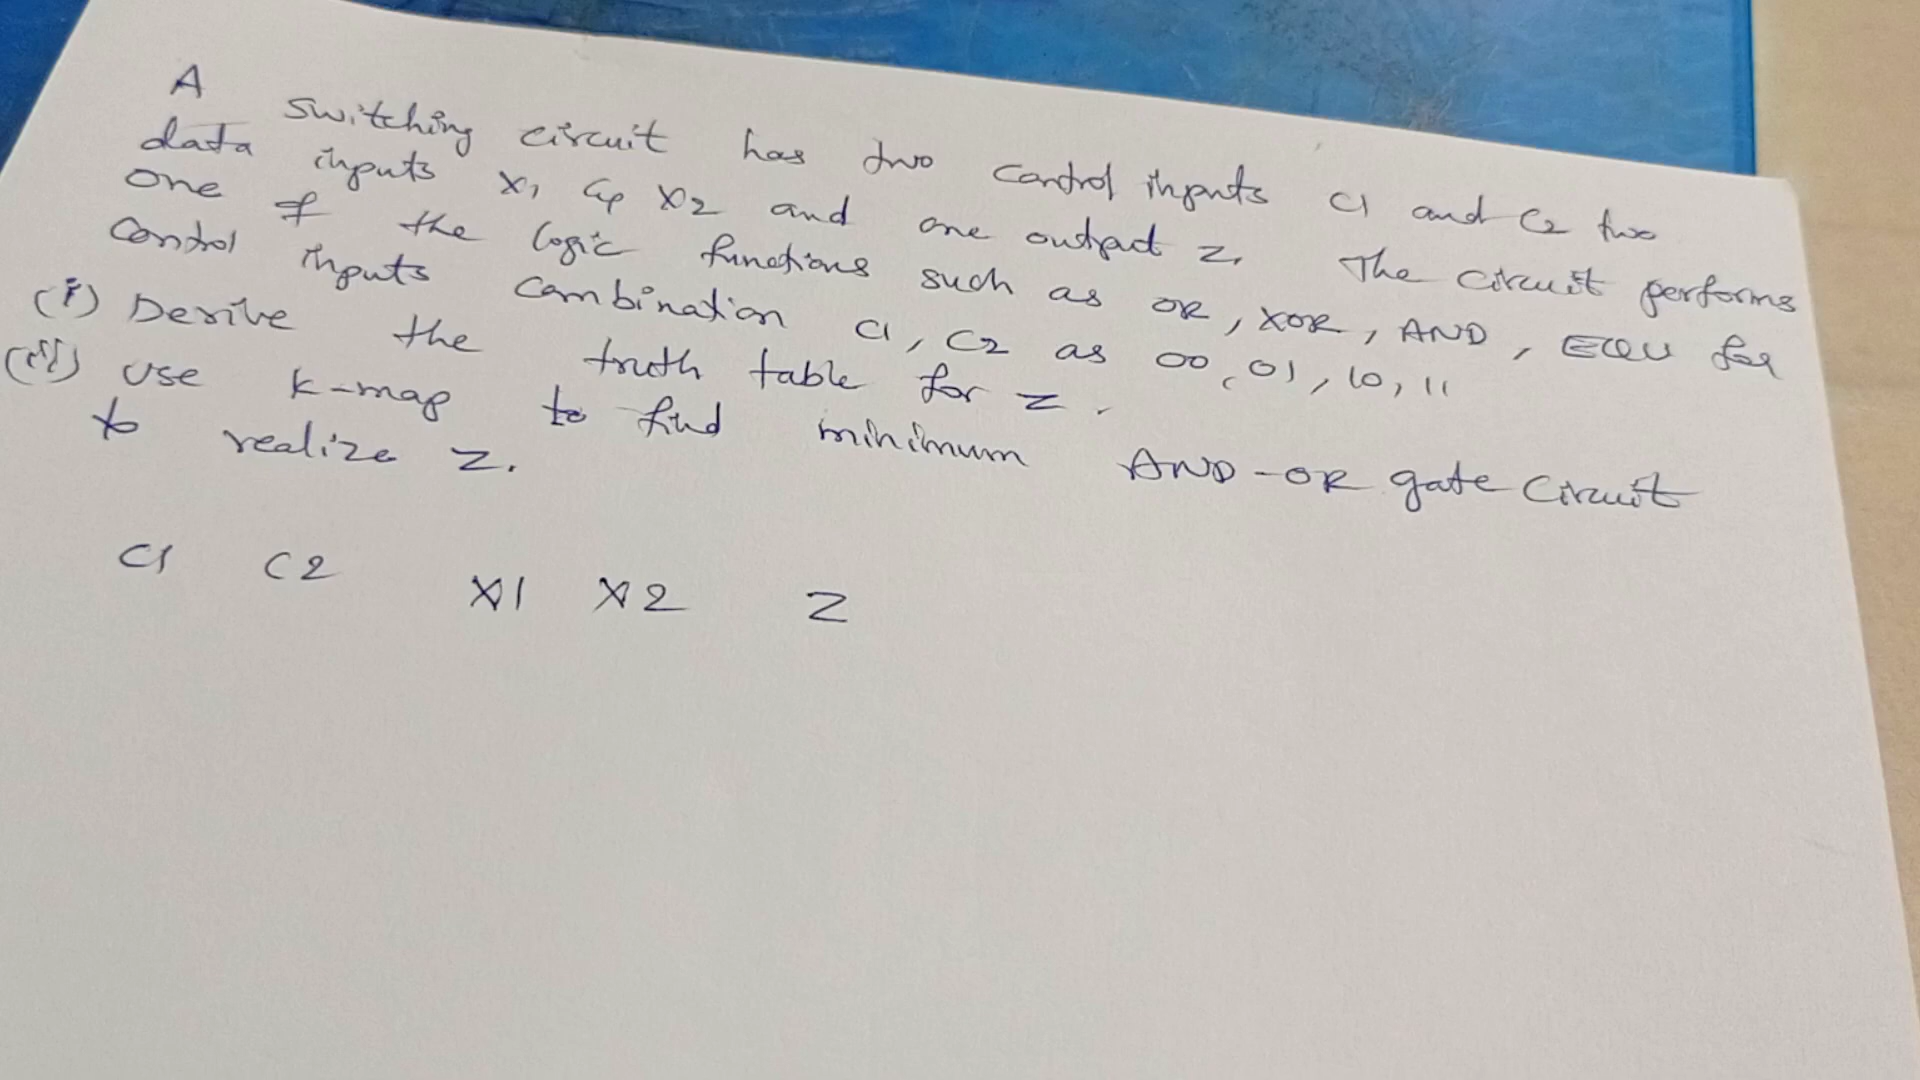 A switching circuit has two control inputs C1 and C2 two
data inputs X1 & X2 and one output Z. The circuit performs
one of the logic functions such as OR, XOR, AND, EQU for
control inputs combination C1, C2 as 00, 01, 10, 11
(i) Derive the truth table for Z.
(ii) Use K-map to find minimum AND-OR gate circuit
to realize Z.
C1 C2 X1 X2 Z